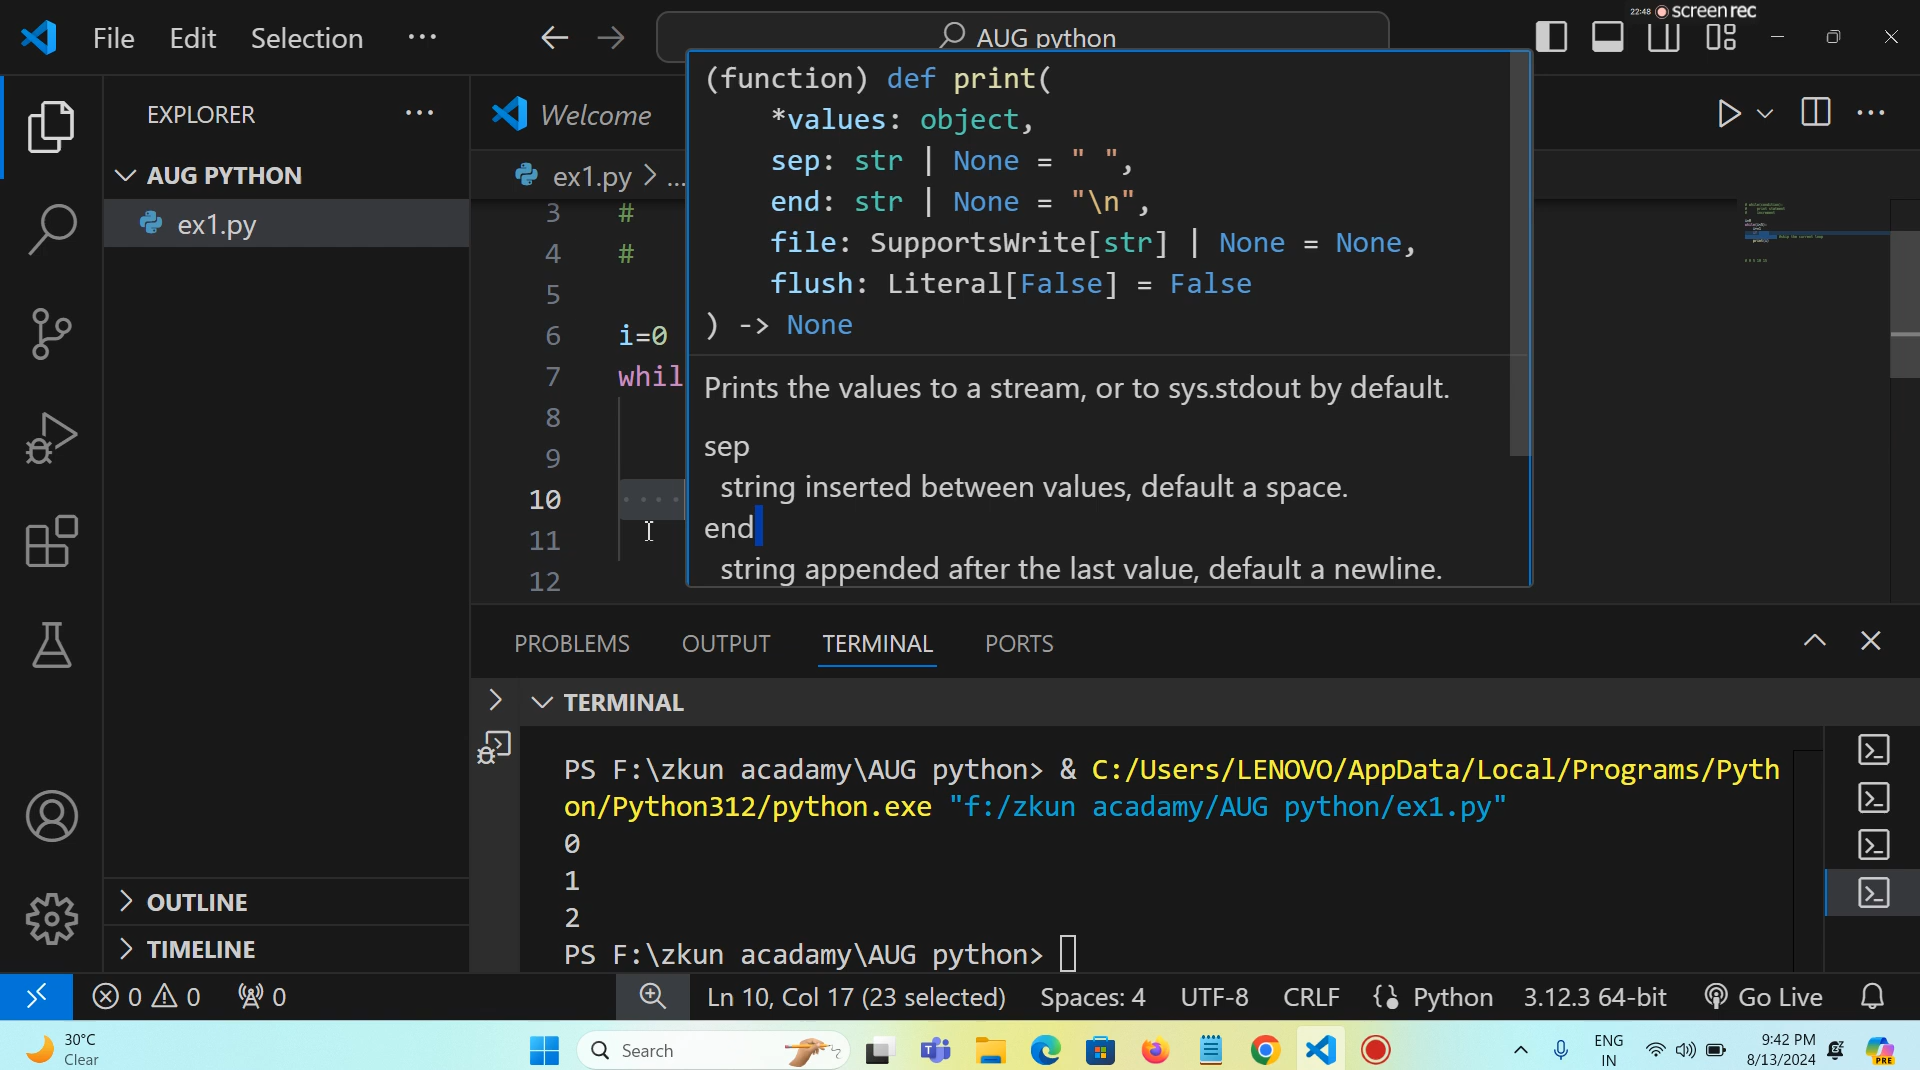 22:48 screenrec
File Edit Selection ··· AUG python
EXPLORER ···
Welcome
AUG PYTHON
ex1.py
ex1.py > ...
3 #
4 #
5
6 i=0
7 whil
8
9
10
11
12
(function) def print(
*values: object,
sep: str | None = " ",
end: str | None = "\n",
file: SupportsWrite[str] | None = None,
flush: Literal[False] = False
) -> None
Prints the values to a stream, or to sys.stdout by default.
sep
string inserted between values, default a space.
end
string appended after the last value, default a newline.
PROBLEMS OUTPUT TERMINAL PORTS
TERMINAL
PS F:\zkun acadamy\AUG python> & C:/Users/LENOVO/AppData/Local/Programs/Pyth
on/Python312/python.exe "f:/zkun acadamy/AUG python/ex1.py"
0
1
2
PS F:\zkun acadamy\AUG python>
OUTLINE
TIMELINE
0 0 0 Ln 10, Col 17 (23 selected) Spaces: 4 UTF-8 CRLF Python 3.12.3 64-bit Go Live
30°C
Clear
Search
ENG
IN
9:42 PM
8/13/2024
PRE